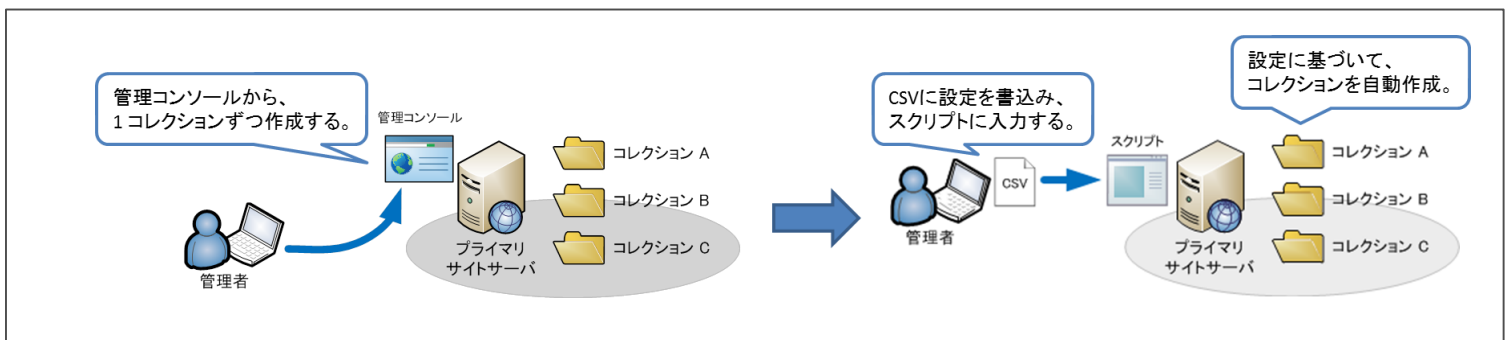 管理コンソールから、
1コレクションずつ作成する。
管理コンソール
コレクション A
コレクション B
コレクション C
プライマリ
サイトサーバ
管理者
CSVに設定を書込み、
スクリプトに入力する。
CSV
管理者
スクリプト
設定に基づいて、
コレクションを自動作成。
コレクション A
コレクション B
コレクション C
プライマリ
サイトサーバ